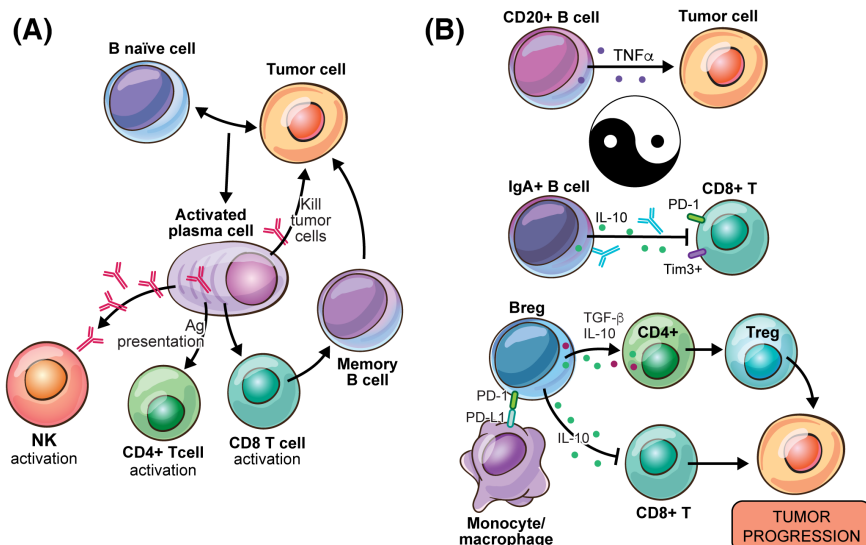 (A)
B naïve cell
Tumor cell
Activated
plasma cell
Kill
tumor
cells
Ag
presentation
Memory
B cell
NK
activation
CD4+ Tcell
activation
CD8 T cell
activation
(B)
CD20+ B cell
Tumor cell
TNFα
IgA+ B cell
CD8+ T
PD-1
IL-10
Tim3+
Breg
TGF-β
IL-10
CD4+
Treg
PD-1
PD-L1
IL-10
Monocyte/
macrophage
CD8+ T
TUMOR
PROGRESSION